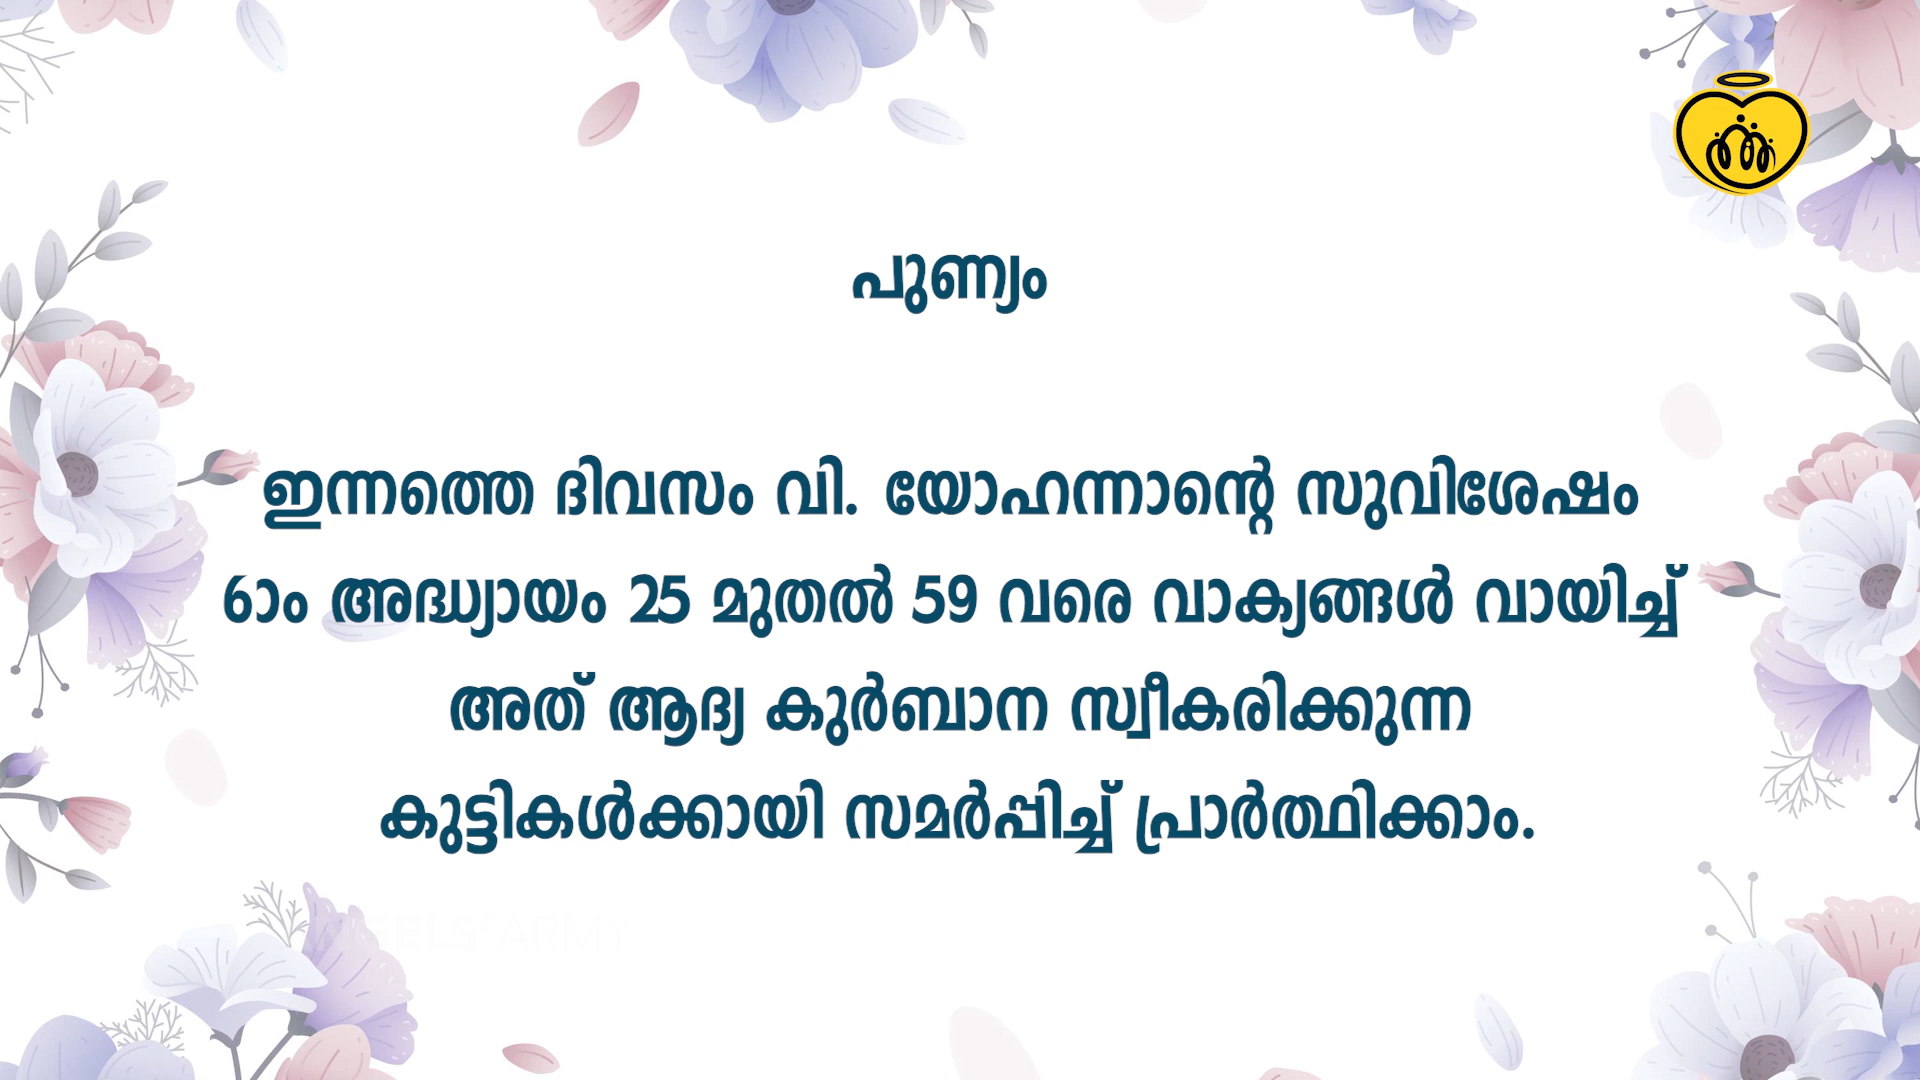 പുണ്യം
ഇന്നത്തെ ദിവസം വി. യോഹന്നാന്റെ സുവിശേഷം
6ാം അദ്ധ്യായം 25 മുതൽ 59 വരെ വാക്യങ്ങൾ വായിച്ച്
അത് ആദ്യ കുർബാന സ്വീകരിക്കുന്ന
കുട്ടികൾക്കായി സമർപ്പിച്ച് പ്രാർത്ഥിക്കാം.
ARMY